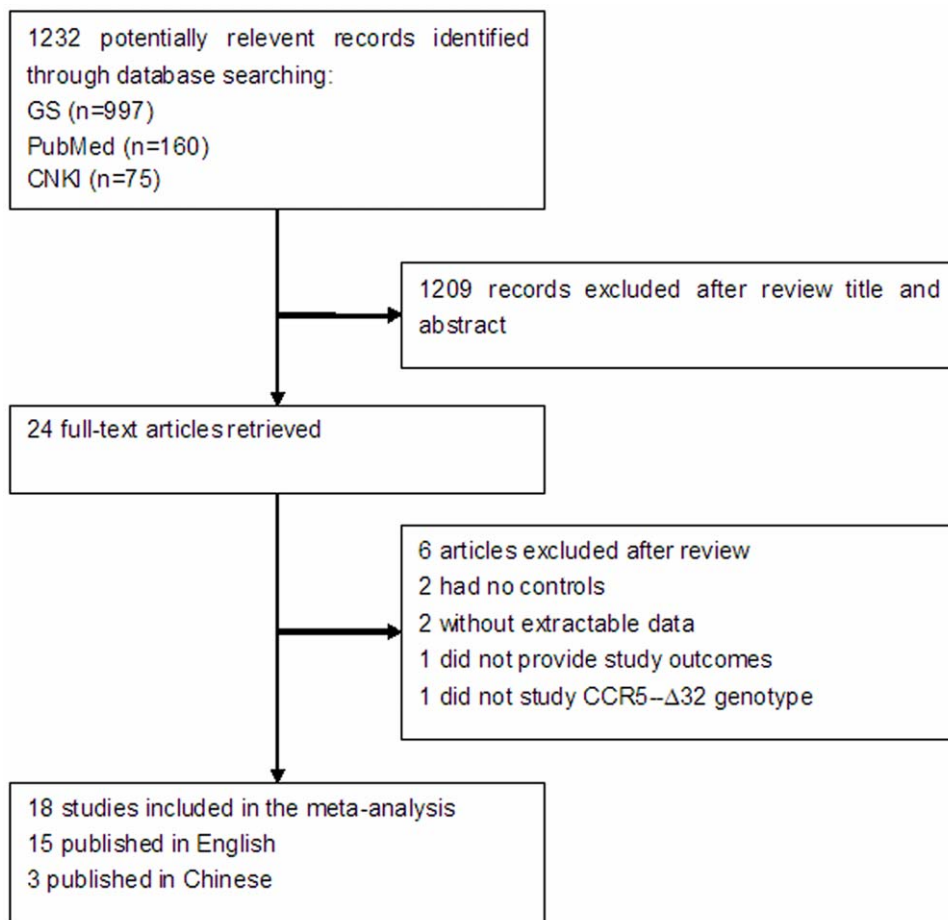 1232 potentially relevent records identified
through database searching:
GS (n=997)
PubMed (n=160)
CNKI (n=75)
1209 records excluded after review title and
abstract
24 full-text articles retrieved
6 articles excluded after review
2 had no controls
2 without extractable data
1 did not provide study outcomes
1 did not study CCR5--Δ32 genotype
18 studies included in the meta-analysis
15 published in English
3 published in Chinese